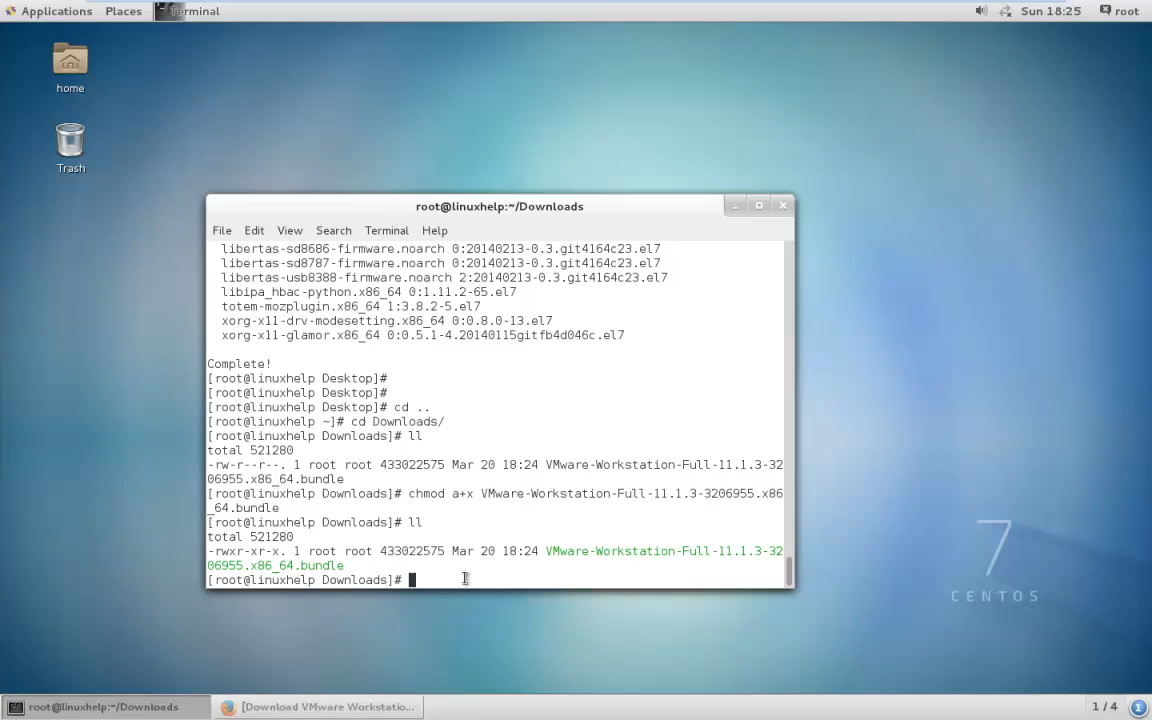 Applications Places Terminal Sun 18:25 root
home
Trash
root@linuxhelp:~/Downloads
File Edit View Search Terminal Help
libertas-sd8686-firmware.noarch 0:20140213-0.3.git4164c23.el7
libertas-sd8787-firmware.noarch 0:20140213-0.3.git4164c23.el7
libertas-usb8388-firmware.noarch 2:20140213-0.3.git4164c23.el7
libipa_hbac-python.x86_64 0:1.11.2-65.el7
totem-mozplugin.x86_64 1:3.8.2-5.el7
xorg-x11-drv-modesetting.x86_64 0:0.8.0-13.el7
xorg-x11-glamor.x86_64 0:0.5.1-4.20140115gitfb4d046c.el7
Complete!
[root@linuxhelp Desktop]#
[root@linuxhelp Desktop]#
[root@linuxhelp Desktop]# cd ..
[root@linuxhelp ~]# cd Downloads/
[root@linuxhelp Downloads]# ll
total 521280
-rw-r--r--. 1 root root 433022575 Mar 20 18:24 VMware-Workstation-Full-11.1.3-32
06955.x86_64.bundle
[root@linuxhelp Downloads]# chmod a+x VMware-Workstation-Full-11.1.3-3206955.x86
_64.bundle
[root@linuxhelp Downloads]# ll
total 521280
-rwxr-xr-x. 1 root root 433022575 Mar 20 18:24 VMware-Workstation-Full-11.1.3-32
06955.x86_64.bundle
[root@linuxhelp Downloads]#
7
CENTOS
root@linuxhelp:~/Downloads [Download VMware Workstatio... 1 / 4 1